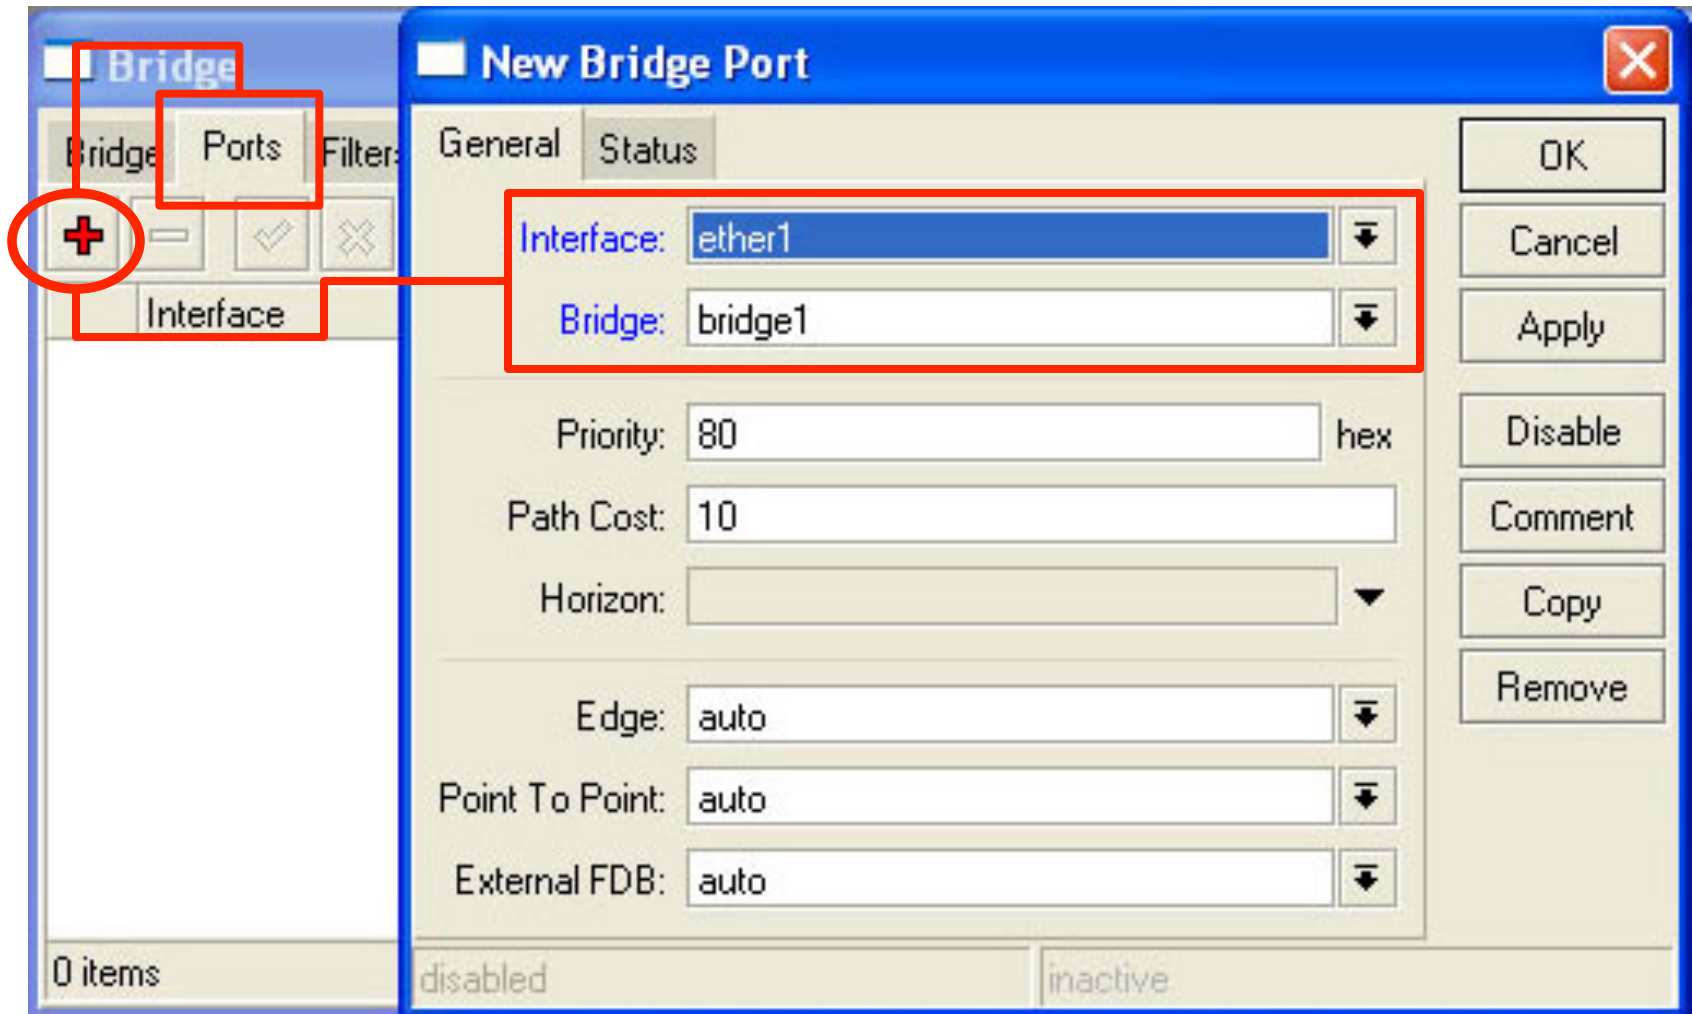 Bridge
Bridge Ports Filters
Interface
0 items
New Bridge Port
General Status
Interface: ether1
Bridge: bridge1
Priority: 80 hex
Path Cost: 10
Horizon:
Edge: auto
Point To Point: auto
External FDB: auto
disabled inactive
OK
Cancel
Apply
Disable
Comment
Copy
Remove